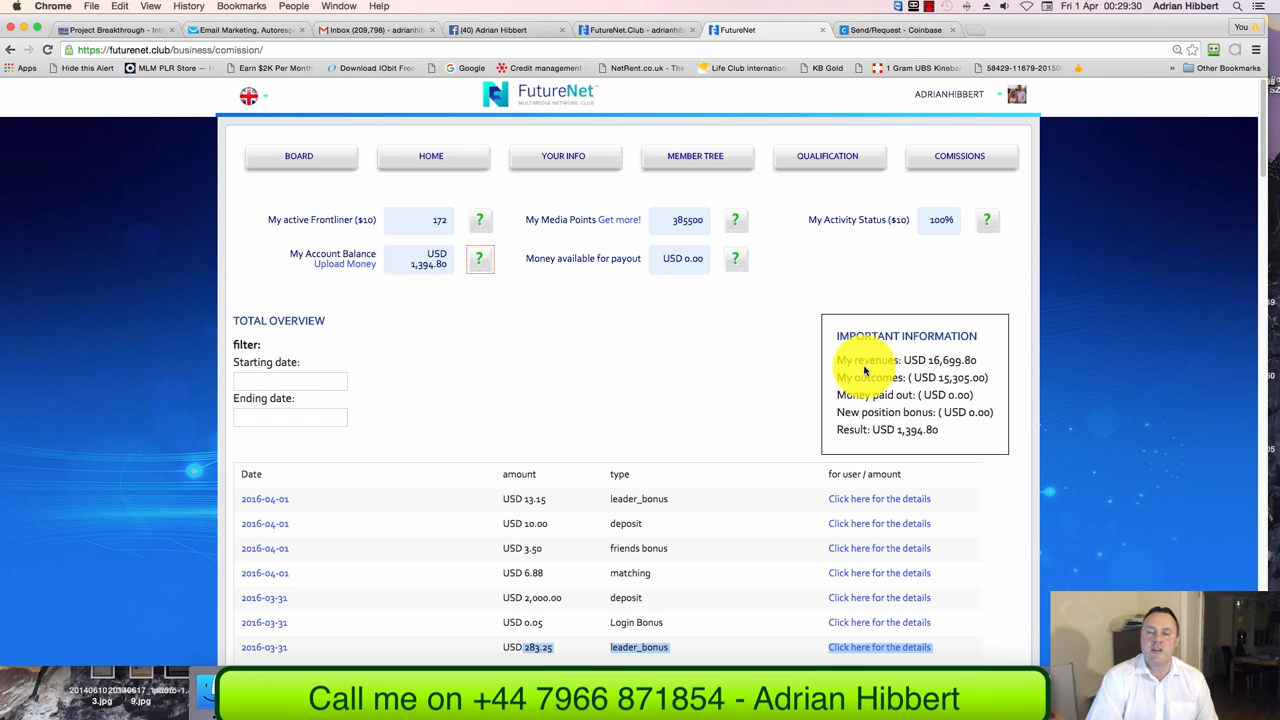 Chrome File Edit View History Bookmarks People Window Help Fri 1 Apr 00:29:30 Adrian Hibbert
Project Breakthrough - Int Email Marketing, Autorespo Inbox (209,798) - adrianhib (40) Adrian Hibbert FutureNet.Club - adrianhib FutureNet Send/Request - Coinbase You
https://futurenet.club/business/comission/
Apps Hide this Alert MLM PLR Store Earn $2K Per Month Download IObit Free Google Credit management NetRent.co.uk - The Life Club internation KB Gold 1 Gram UBS Kineba 58429-11679-2015 Other Bookmarks
FutureNet
MULTIMEDIA NETWORK CLUB
ADRIANHIBBERT
BOARD HOME YOUR INFO MEMBER TREE QUALIFICATION COMISSIONS
My active Frontliner ($10) 172 ? My Media Points Get more! 385500 ? My Activity Status ($10) 100% ?
My Account Balance Upload Money USD 1,394.80 ? Money available for payout USD 0.00 ?
TOTAL OVERVIEW
filter:
Starting date:
Ending date:
IMPORTANT INFORMATION
My revenues: USD 16,699.80
My outcomes: ( USD 15,305.00)
Money paid out: ( USD 0.00)
New position bonus: ( USD 0.00)
Result: USD 1,394.80
Date amount type for user / amount
2016-04-01 USD 13.15 leader_bonus Click here for the details
2016-04-01 USD 10.00 deposit Click here for the details
2016-04-01 USD 3.50 friends bonus Click here for the details
2016-04-01 USD 6.88 matching Click here for the details
2016-03-31 USD 2,000.00 deposit Click here for the details
2016-03-31 USD 0.05 Login Bonus Click here for the details
2016-03-31 USD 283.25 leader_bonus Click here for the details
Call me on +44 7966 871854 - Adrian Hibbert